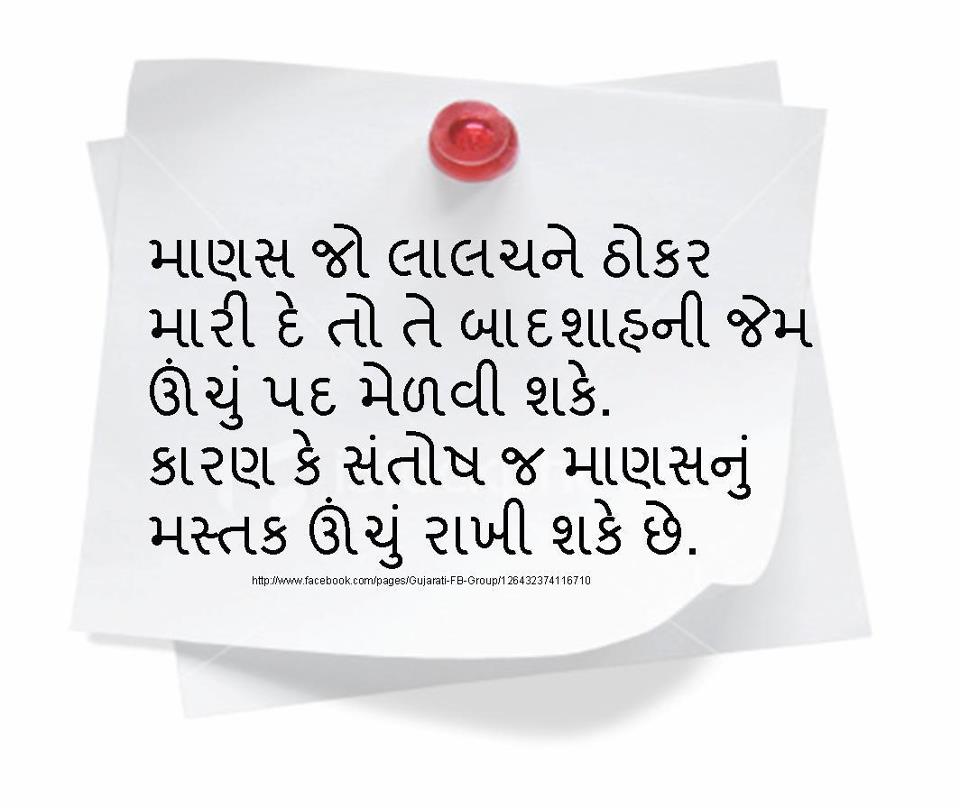 માણસ જો લાલચને ઠોકર
મારી દે તો તે બાદશાહની જેમ
ઊંચું પદ મેળવી શકે.
કારણ કે સંતોષ જ માણસનું
મસ્તક ઊંચું રાખી શકે છે.
http://www.facebook.com/pages/Gujarati-FB-Group/126432374116710